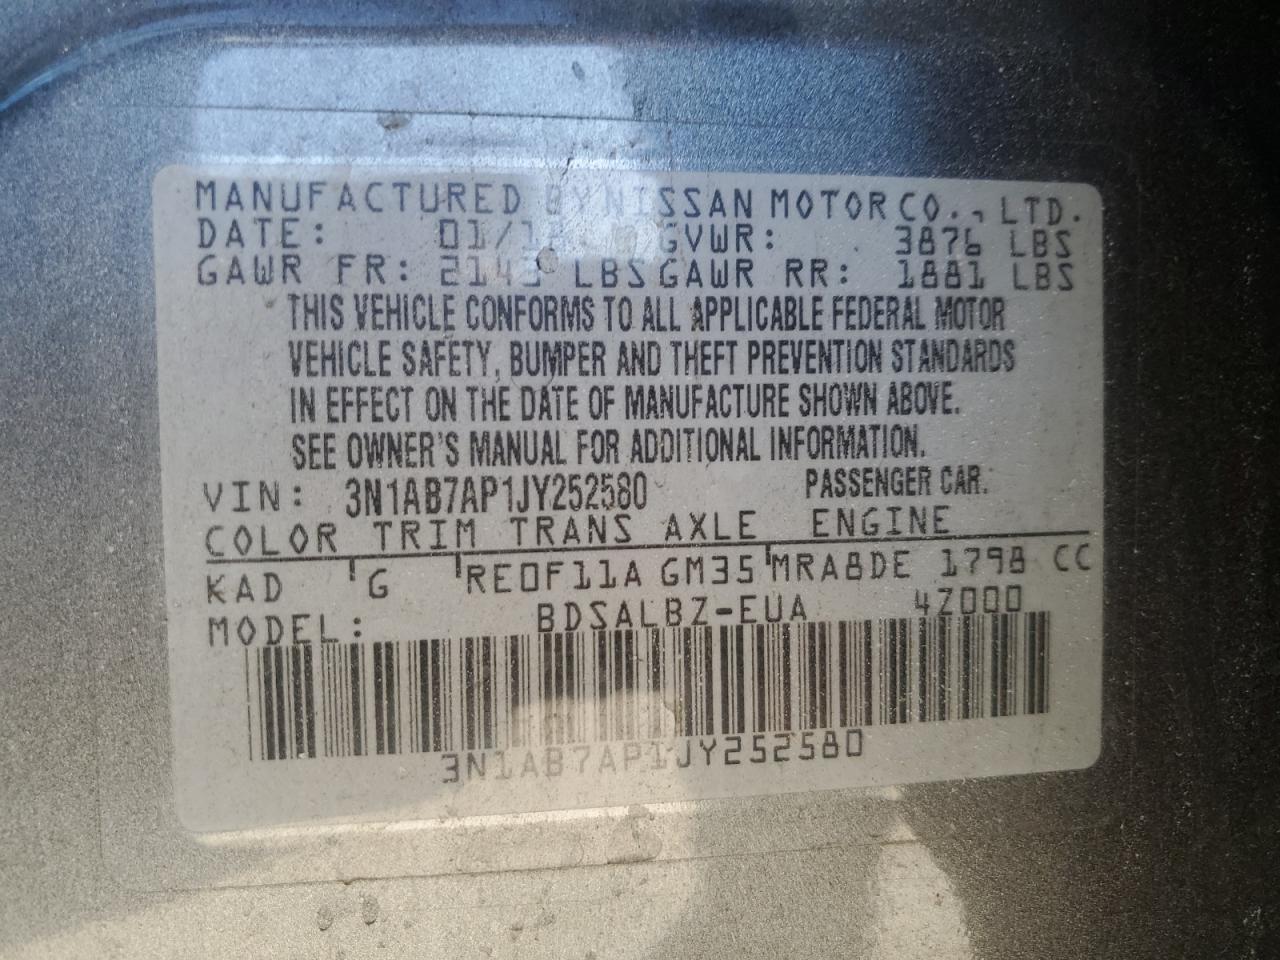 MANUFACTURED BY NISSAN MOTOR CO., LTD.
DATE: GVWR: 3876 LBS
GAWR FR: 2143 LBS GAWR RR: 1881 LBS
THIS VEHICLE CONFORMS TO ALL APPLICABLE FEDERAL MOTOR
VEHICLE SAFETY, BUMPER AND THEFT PREVENTION STANDARDS
IN EFFECT ON THE DATE OF MANUFACTURE SHOWN ABOVE.
SEE OWNER'S MANUAL FOR ADDITIONAL INFORMATION.
VIN: 3N1AB7AP1JY252580 PASSENGER CAR.
COLOR TRIM TRANS AXLE ENGINE
KAD G RE0F11A GM35 MRA8DE 1798 CC
MODEL: BDSALBZ-EUA 4Z000
3N1AB7AP1JY252580